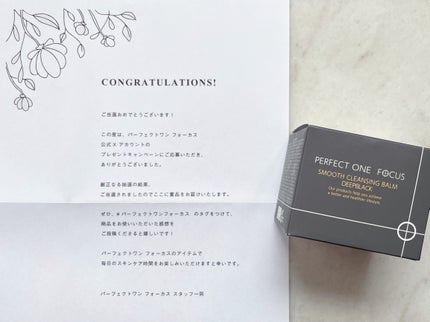 CONGRATULATIONS!
ご当選おめでとうございます！
この度は、パーフェクトワン フォーカス
公式 X アカウントの
プレゼントキャンペーンにご応募いただき、
ありがとうございました。
厳正なる抽選の結果、
ご当選されましたのでここに賞品をお届けいたします。
ぜひ、#パーフェクトワンフォーカス のタグをつけて、
商品をお使いいただいた感想を
ご投稿くださると嬉しいです！
パーフェクトワン フォーカスのアイテムで
毎日のスキンケア時間をお楽しみいただけますと幸いです。
パーフェクトワン フォーカス スタッフ一同
PERFECT ONE FOCUS
SMOOTH CLEANSING BALM
DEEPBLACK
Our products help you achieve
a better and healthier lifestyle.